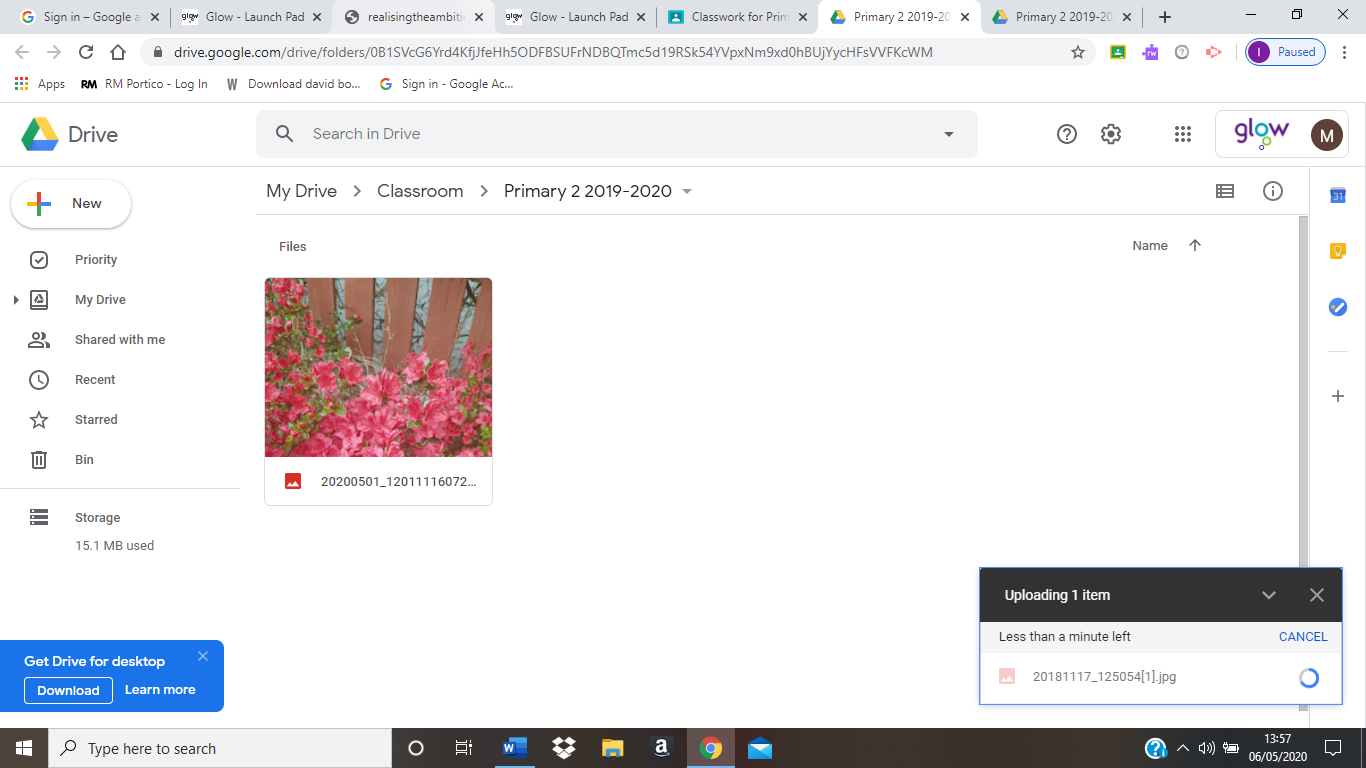 Sign in – Google a
Glow - Launch Pad
realisingtheambitio
Glow - Launch Pad
Classwork for Prim
Primary 2 2019-20
Primary 2 2019-20
drive.google.com/drive/folders/0B1SVcG6Yrd4KfjJfeHh5ODFBSUFrNDBQTmc5d19RSk54YVpxNm9xd0hBUjYycHFsVVFKcWM
rw
I
Paused
Apps
RM RM Portico - Log In
W Download david bo...
G Sign in - Google Ac...
Drive
Search in Drive
glow
M
New
My Drive > Classroom > Primary 2 2019-2020
31
Files
Name
Priority
My Drive
Shared with me
Recent
Starred
Bin
20200501_12011116072...
Storage
15.1 MB used
Uploading 1 item
Less than a minute left
CANCEL
20181117_125054[1].jpg
Get Drive for desktop
Download
Learn more
Type here to search
13:57
06/05/2020